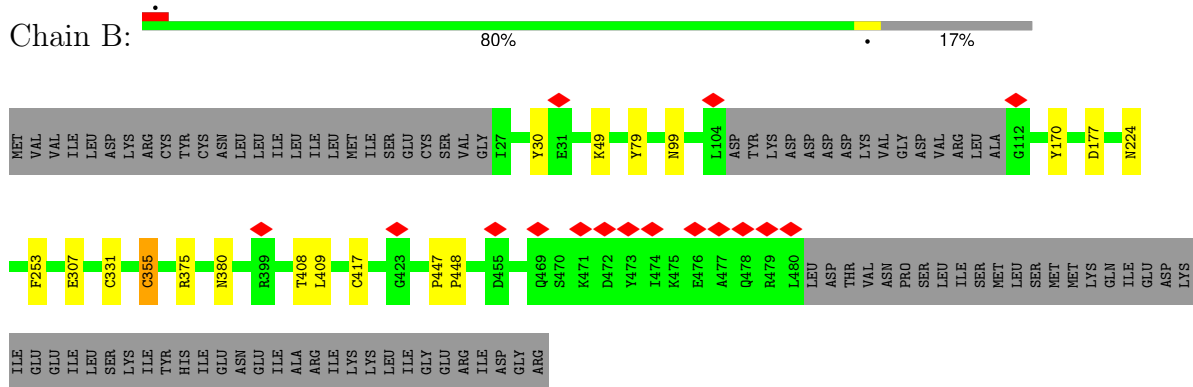 •
Chain B:
80% • 17%
MET VAL VAL ILE LEU ASP LYS ARG CYS TYR CYS ASN LEU LEU ILE LEU ILE LEU MET ILE SER GLU CYS SER VAL GLY I27 Y30 E31 K49 Y79 N99 L104 ASP TYR LYS ASP ASP ASP ASP LYS VAL GLY ASP VAL ARG LEU ALA G112 Y170 D177 N224
F253 E307 C331 C355 R375 N380 R399 T408 L409 C417 G423 P447 P448 D455 Q469 S470 K471 D472 Y473 I474 K475 E476 A477 Q478 R479 L480 LEU ASP THR VAL ASN PRO SER LEU ILE SER MET LEU SER MET MET LYS GLN ILE GLU ASP LYS
ILE GLU GLU ILE LEU SER LYS ILE TYR HIS ILE GLU ASN GLU ILE ALA ARG ILE LYS LYS LEU ILE GLY GLU ARG ILE ASP GLY ARG